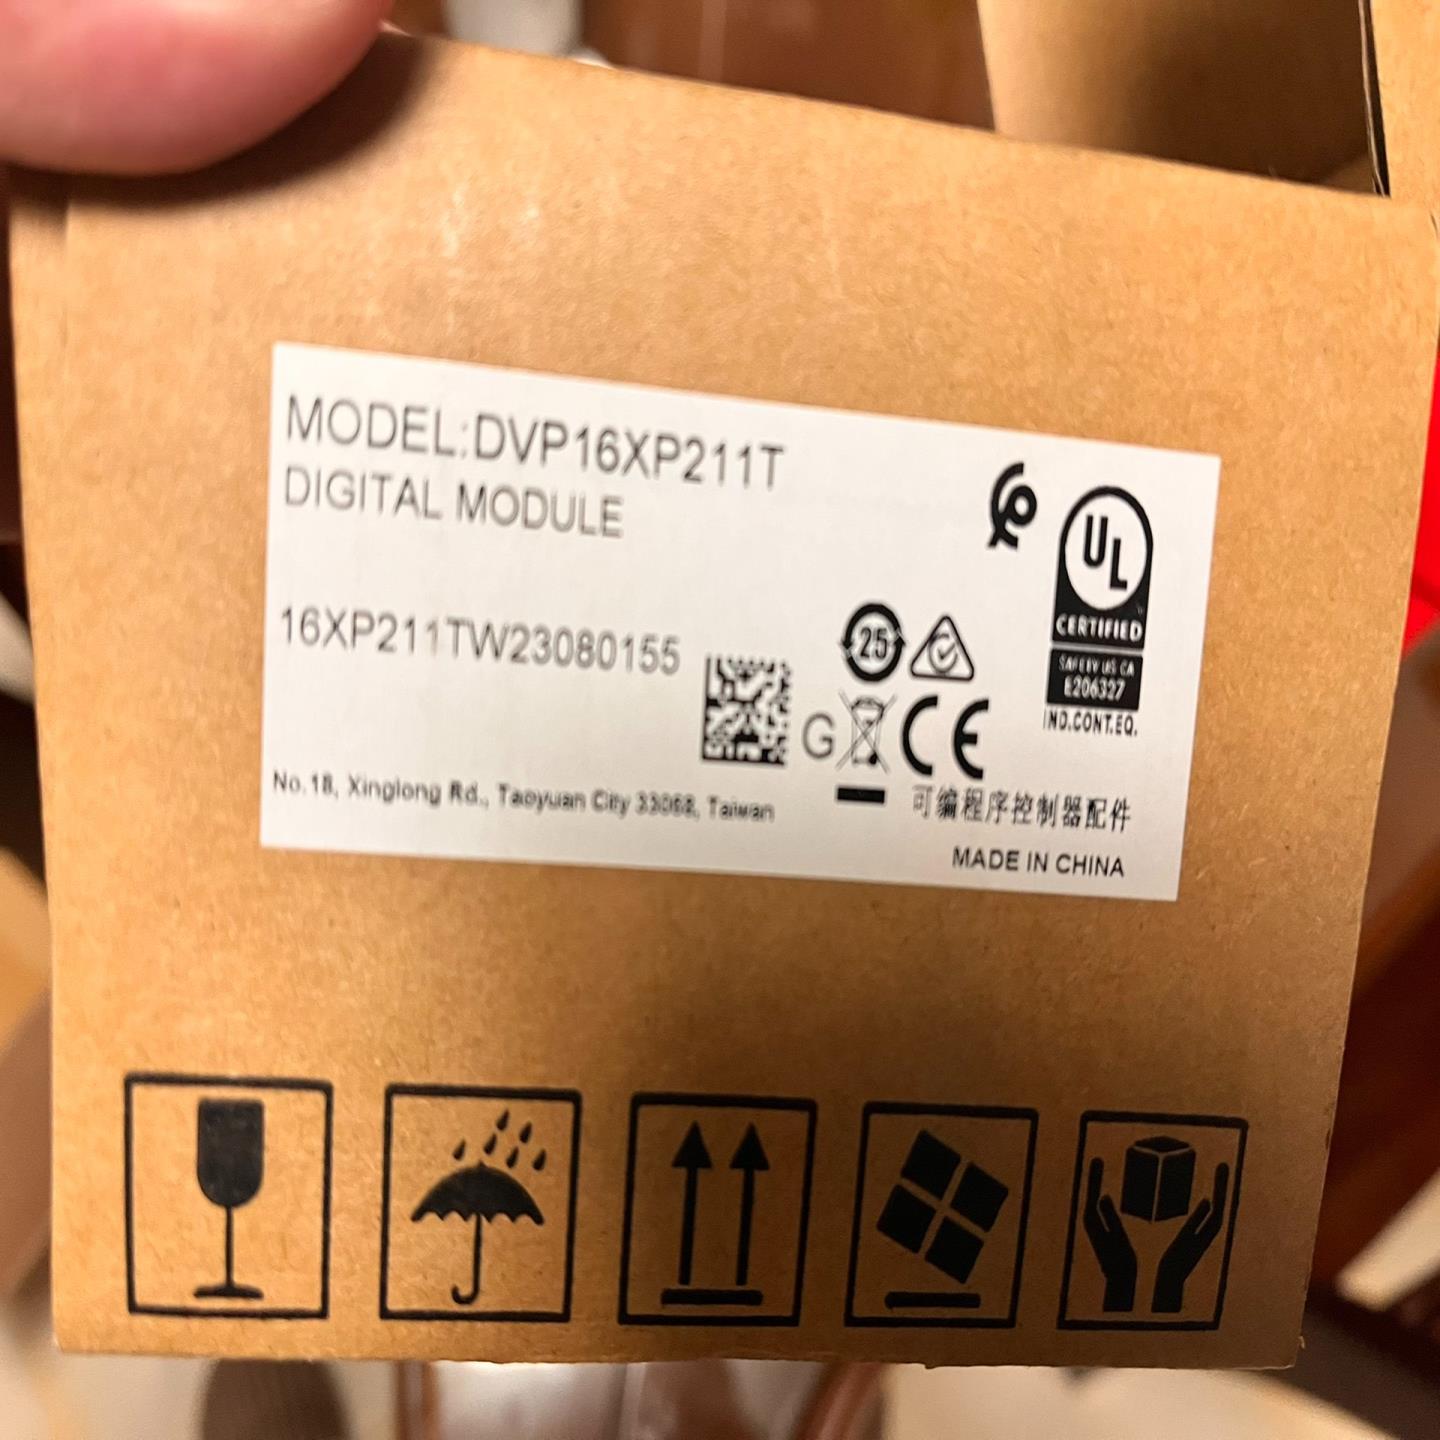 MODEL:DVP16XP211T
DIGITAL MODULE
16XP211TW23080155
No.18, Xinglong Rd., Taoyuan City 33068, Taiwan
UL
CERTIFIED
SAFETY US CA
E206327
IND.CONT.EQ.
25
G
CE
可编程序控制器配件
MADE IN CHINA